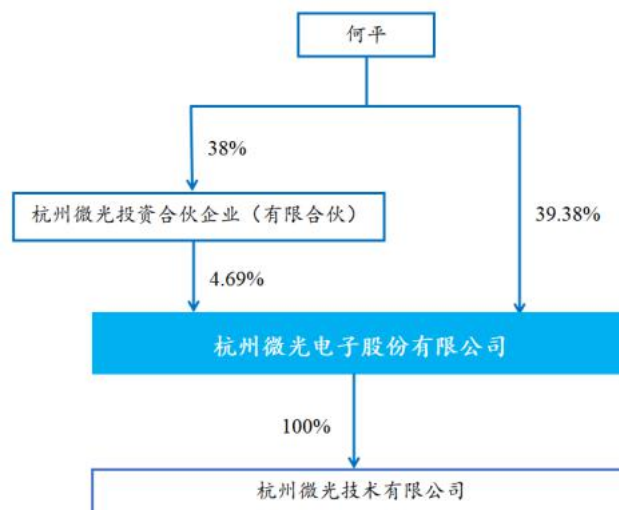 何平
38%
杭州微光投资合伙企业（有限合伙）
39.38%
4.69%
杭州微光电子股份有限公司
100%
杭州微光技术有限公司